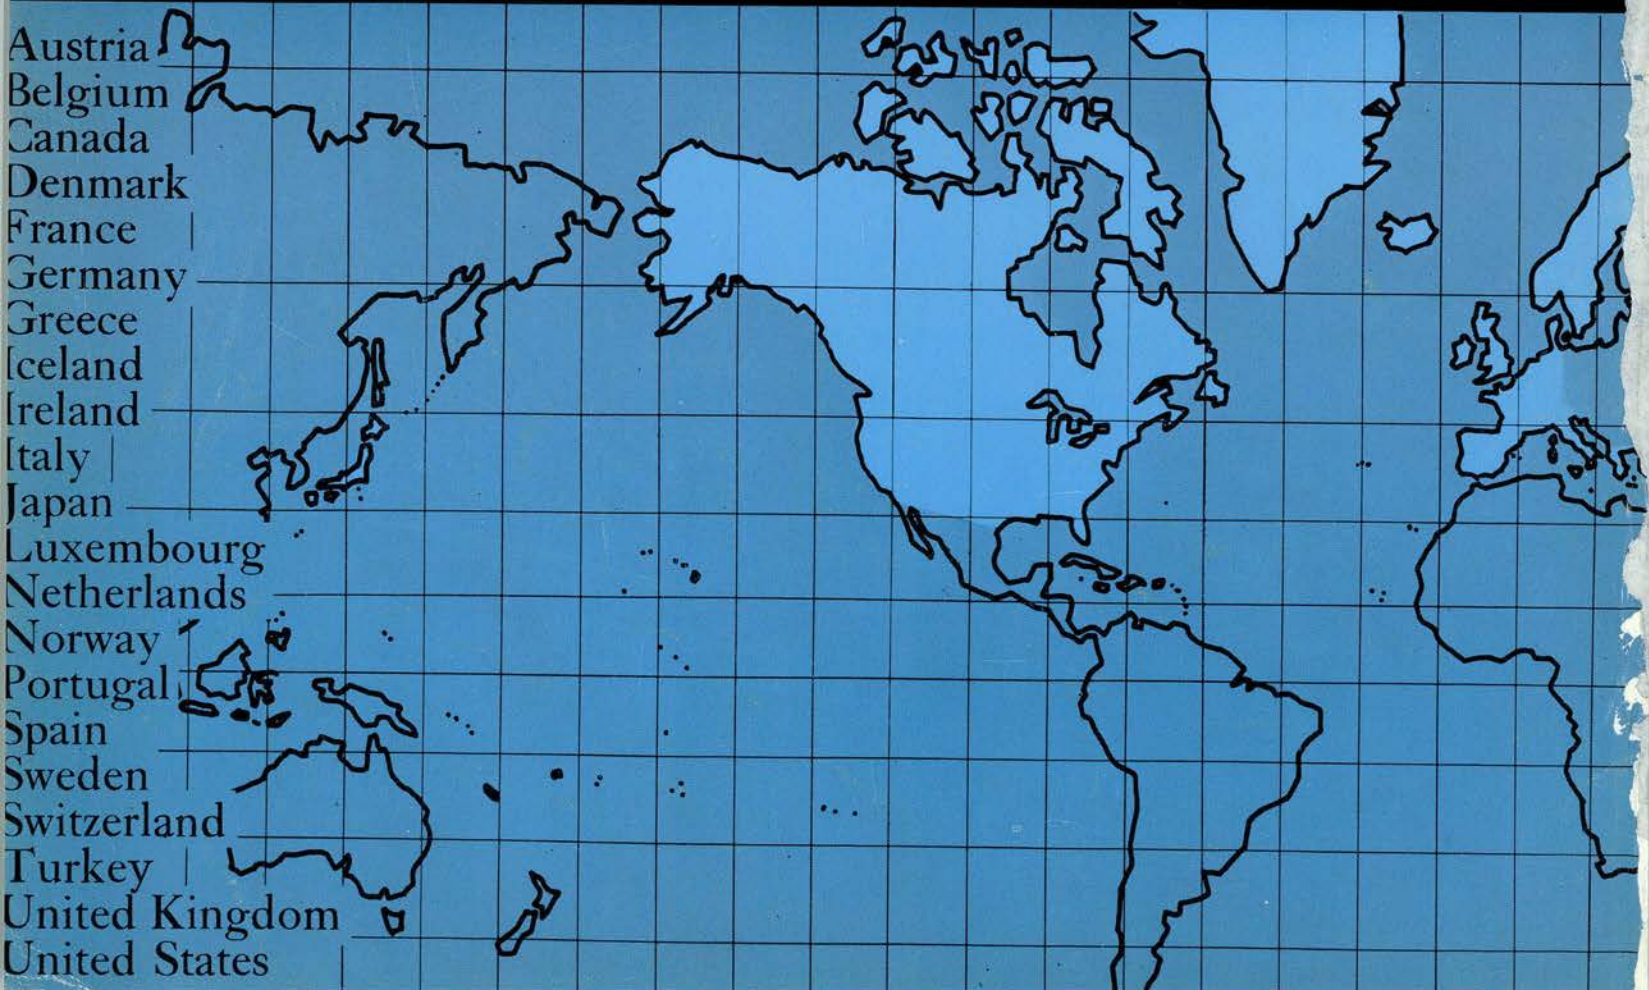 Austria
Belgium
Canada
Denmark
France
Germany
Greece
Iceland
Ireland
Italy
Japan
Luxembourg
Netherlands
Norway
Portugal
Spain
Sweden
Switzerland
Turkey
United Kingdom
United States